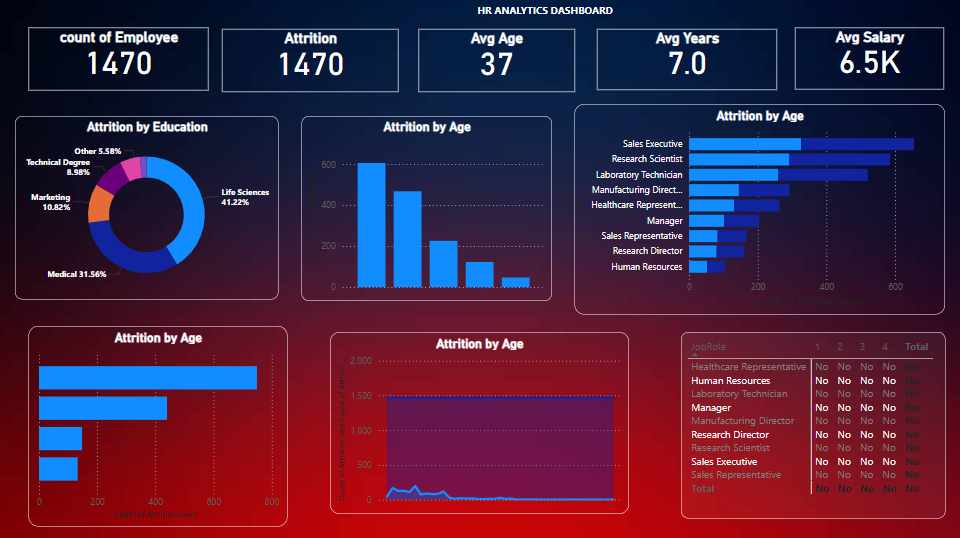 HR ANALYTICS DASHBOARD
count of Employee
1470
Attrition
1470
Avg Age
37
Avg Years
7.0
Avg Salary
6.5K
Attrition by Education
Other 5.58%
Technical Degree
8.98%
Marketing
10.82%
Life Sciences
41.22%
Medical 31.56%
Attrition by Age
600
400
200
0
Attrition by Age
Sales Executive
Research Scientist
Laboratory Technician
Manufacturing Direct...
Healthcare Represent...
Manager
Sales Representative
Research Director
Human Resources
0 200 400 600
Attrition by Age
0 200 400 600 800
Attrition by Age
2,000
1,500
1,000
500
0
JobRole 1 2 3 4 Total
Healthcare Representative No No No No No
Human Resources No No No No No
Laboratory Technician No No No No No
Manager No No No No No
Manufacturing Director No No No No No
Research Director No No No No No
Research Scientist No No No No No
Sales Executive No No No No No
Sales Representative No No No No No
Total No No No No No